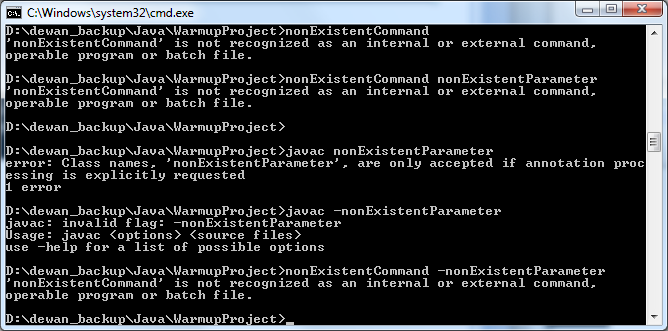 C:\Windows\system32\cmd.exe
D:\dewan_backup\Java\WarmupProject>nonExistentCommand
'nonExistentCommand' is not recognized as an internal or external command,
operable program or batch file.
D:\dewan_backup\Java\WarmupProject>nonExistentCommand nonExistentParameter
'nonExistentCommand' is not recognized as an internal or external command,
operable program or batch file.
D:\dewan_backup\Java\WarmupProject>
D:\dewan_backup\Java\WarmupProject>javac nonExistentParameter
error: Class names, 'nonExistentParameter', are only accepted if annotation proc
essing is explicitly requested
1 error
D:\dewan_backup\Java\WarmupProject>javac -nonExistentParameter
javac: invalid flag: -nonExistentParameter
Usage: javac <options> <source files>
use -help for a list of possible options
D:\dewan_backup\Java\WarmupProject>nonExistentCommand -nonExistentParameter
'nonExistentCommand' is not recognized as an internal or external command,
operable program or batch file.
D:\dewan_backup\Java\WarmupProject>_